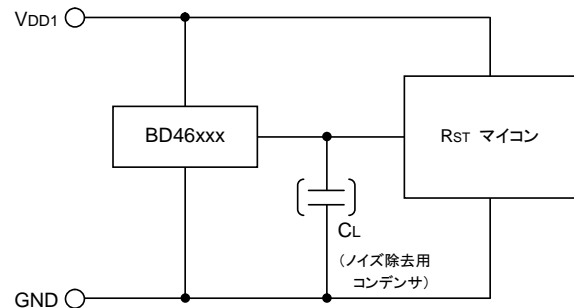 VDD1
BD46xxx
RST マイコン
CL
(ノイズ除去用
コンデンサ)
GND